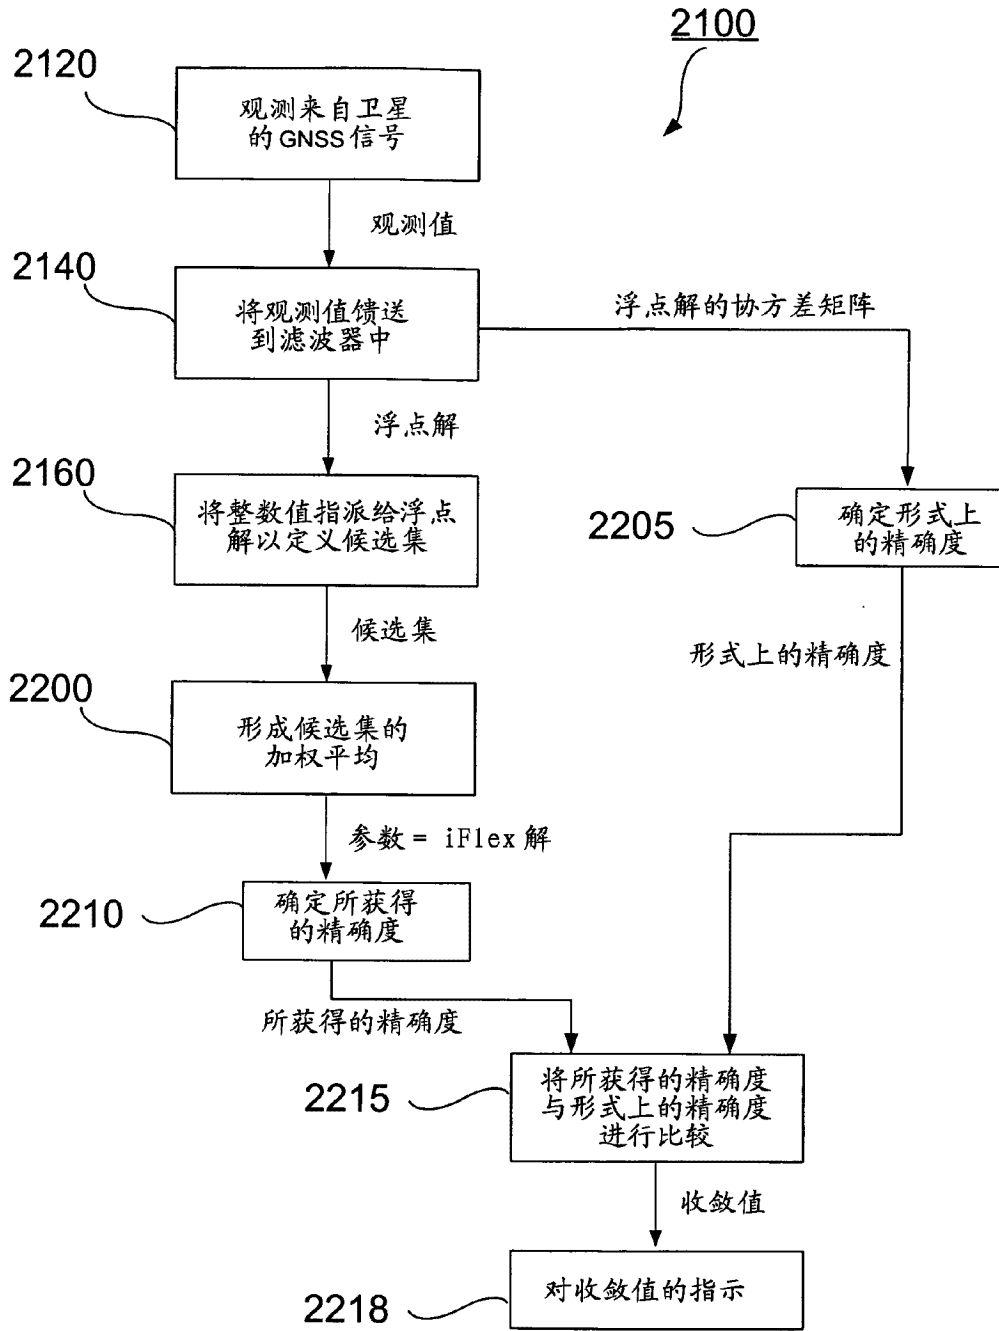 2100
2120
观测来自卫星
的GNSS信号
观测值
2140
将观测值馈送
到滤波器中
浮点解的协方差矩阵
浮点解
2160
将整数值指派给浮点
解以定义候选集
2205
确定形式上
的精确度
候选集
形式上的精确度
2200
形成候选集的
加权平均
参数= iFlex解
2210
确定所获得
的精确度
所获得的精确度
2215
将所获得的精确度
与形式上的精确度
进行比较
收敛值
2218
对收敛值的指示